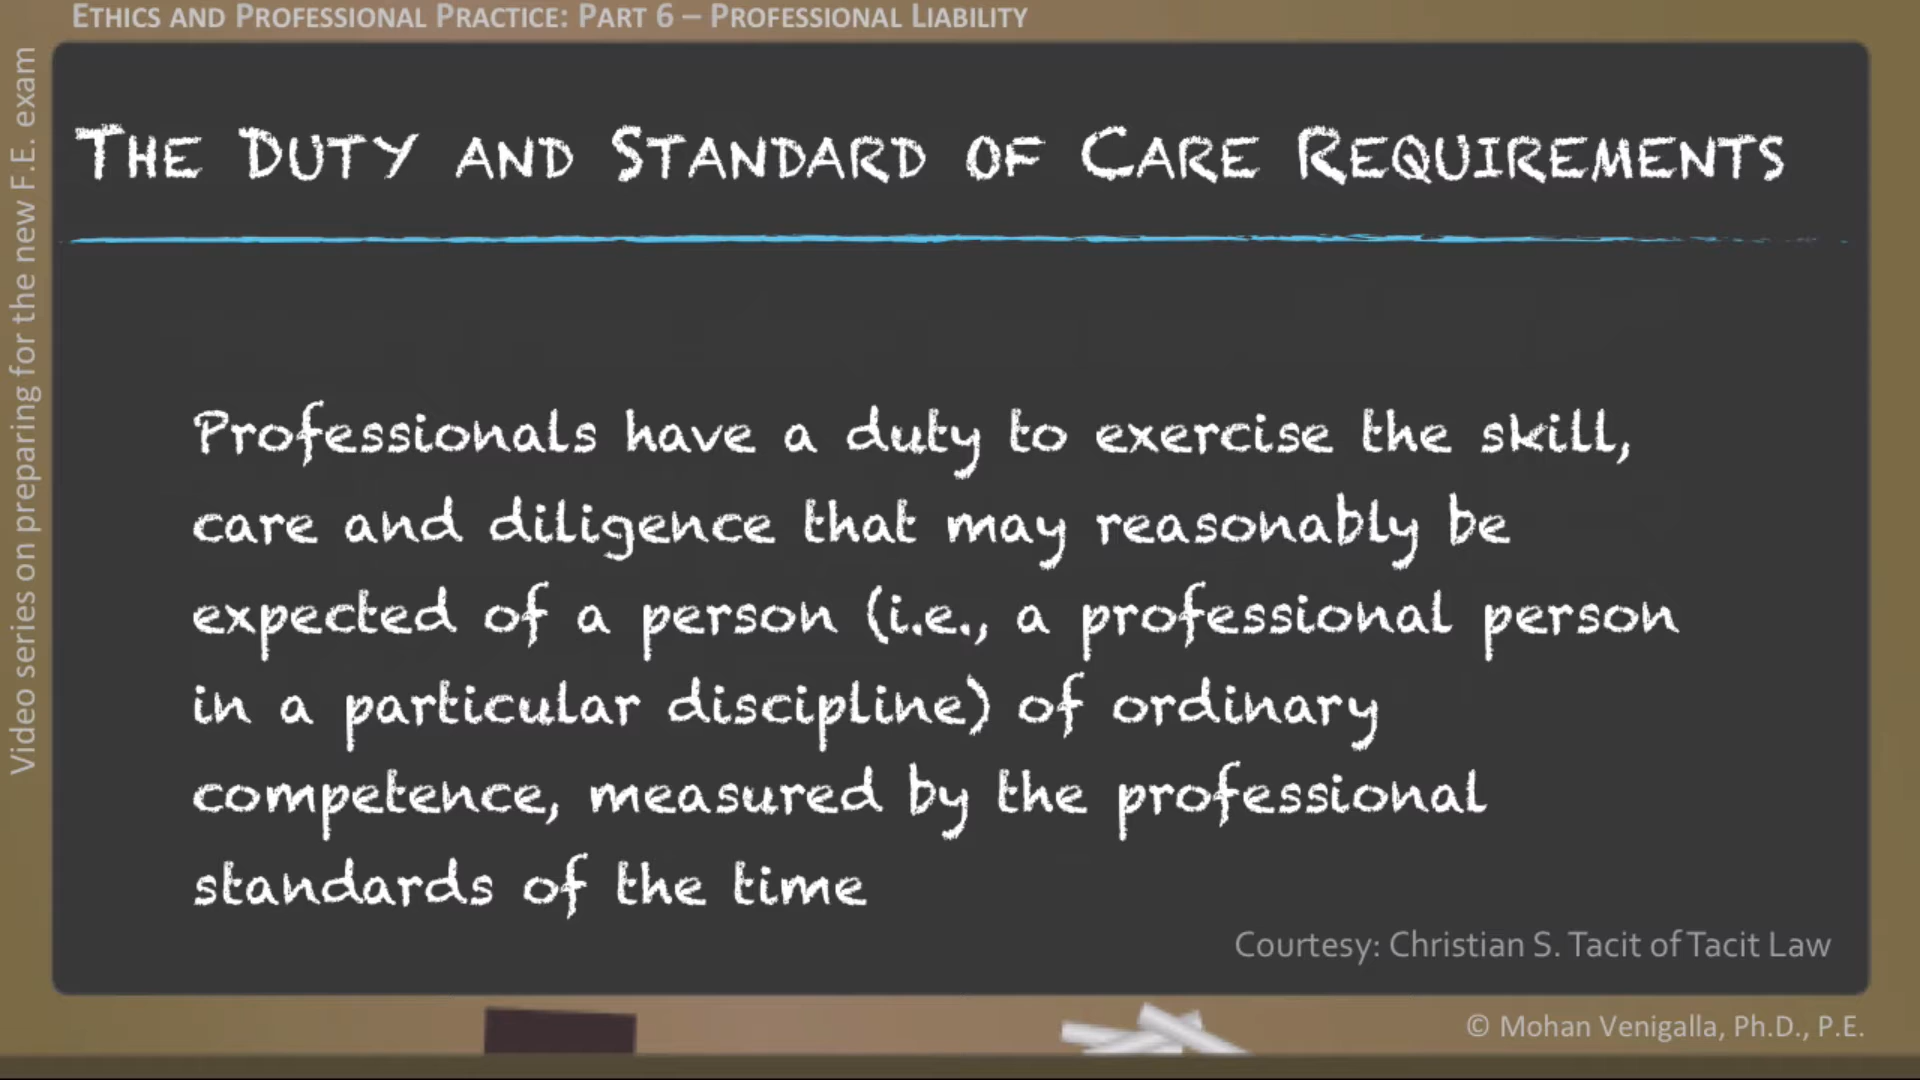 Ethics and Professional Practice: Part 6 – Professional Liability
Video series on preparing for the new F.E. exam
The Duty and Standard of Care Requirements
Professionals have a duty to exercise the skill,
care and diligence that may reasonably be
expected of a person (i.e., a professional person
in a particular discipline) of ordinary
competence, measured by the professional
standards of the time
Courtesy: Christian S. Tacit of Tacit Law
© Mohan Venigalla, Ph.D., P.E.